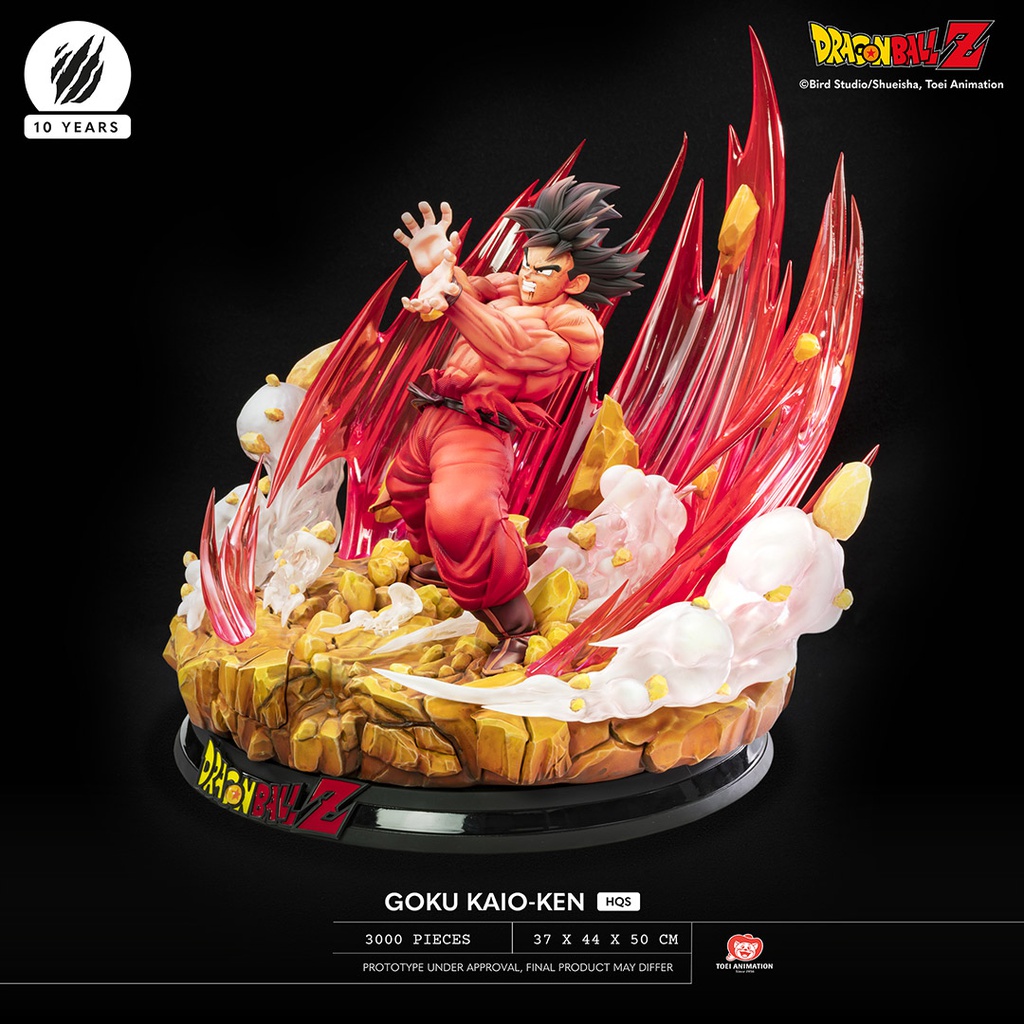 10 YEARS
DRAGON BALL Z
©Bird Studio/Shueisha, Toei Animation
DRAGON BALL Z
GOKU KAIO-KEN HQS
3000 PIECES 37 X 44 X 50 CM
PROTOTYPE UNDER APPROVAL, FINAL PRODUCT MAY DIFFER
TOEI ANIMATION